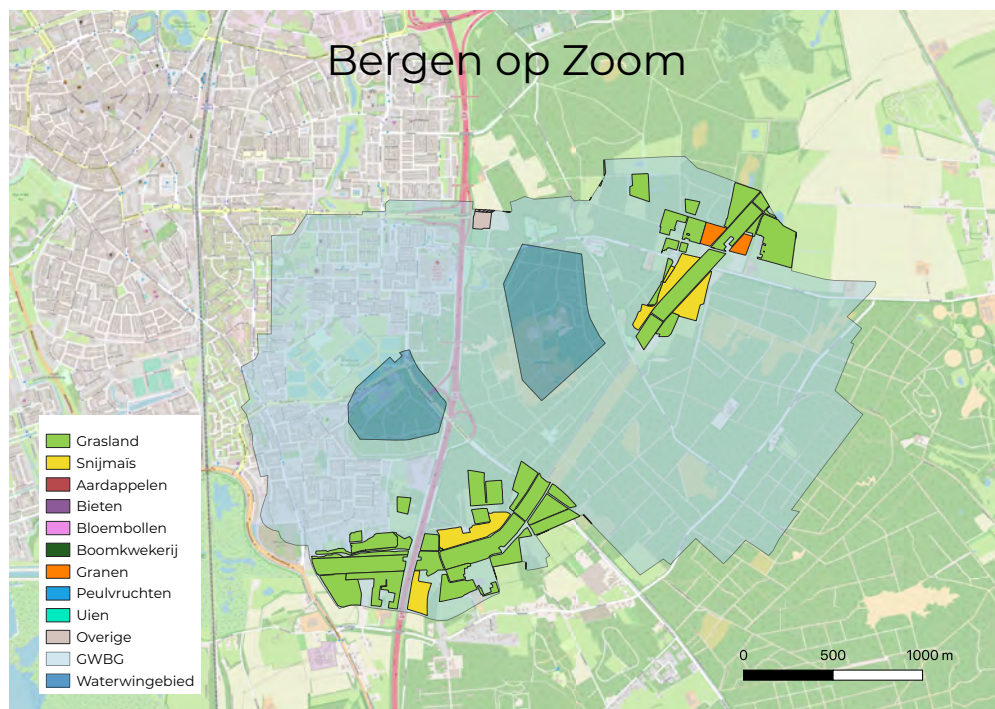 Bergen op Zoom
Grasland
Snijmaïs
Aardappelen
Bieten
Bloembollen
Boomkwekerij
Granen
Peulvruchten
Uien
Overige
GWBG
Waterwingebied
0 500 1000 m